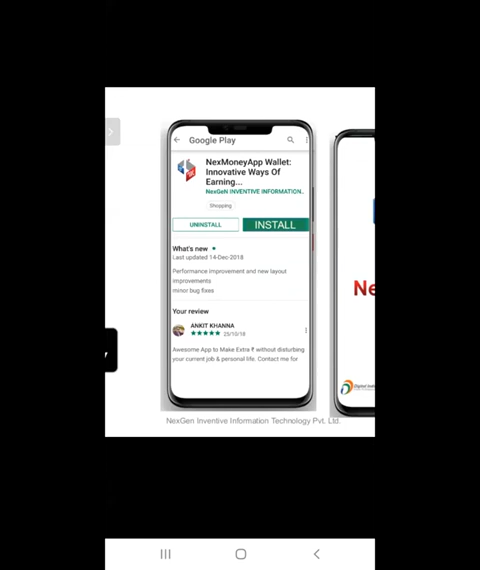 Google Play
NexMoneyApp Wallet:
Innovative Ways Of
Earning...
NexGeN INVENTIVE INFORMATION..
Shopping
UNINSTALL
INSTALL
What's new
Last updated 14-Dec-2018
Performance improvement and new layout
improvements
minor bug fixes
Your review
ANKIT KHANNA
25/10/18
Awesome App to Make Extra ₹ without disturbing
your current job & personal life. Contact me for
Ne
NexGen Inventive Information Technology Pvt. Ltd.